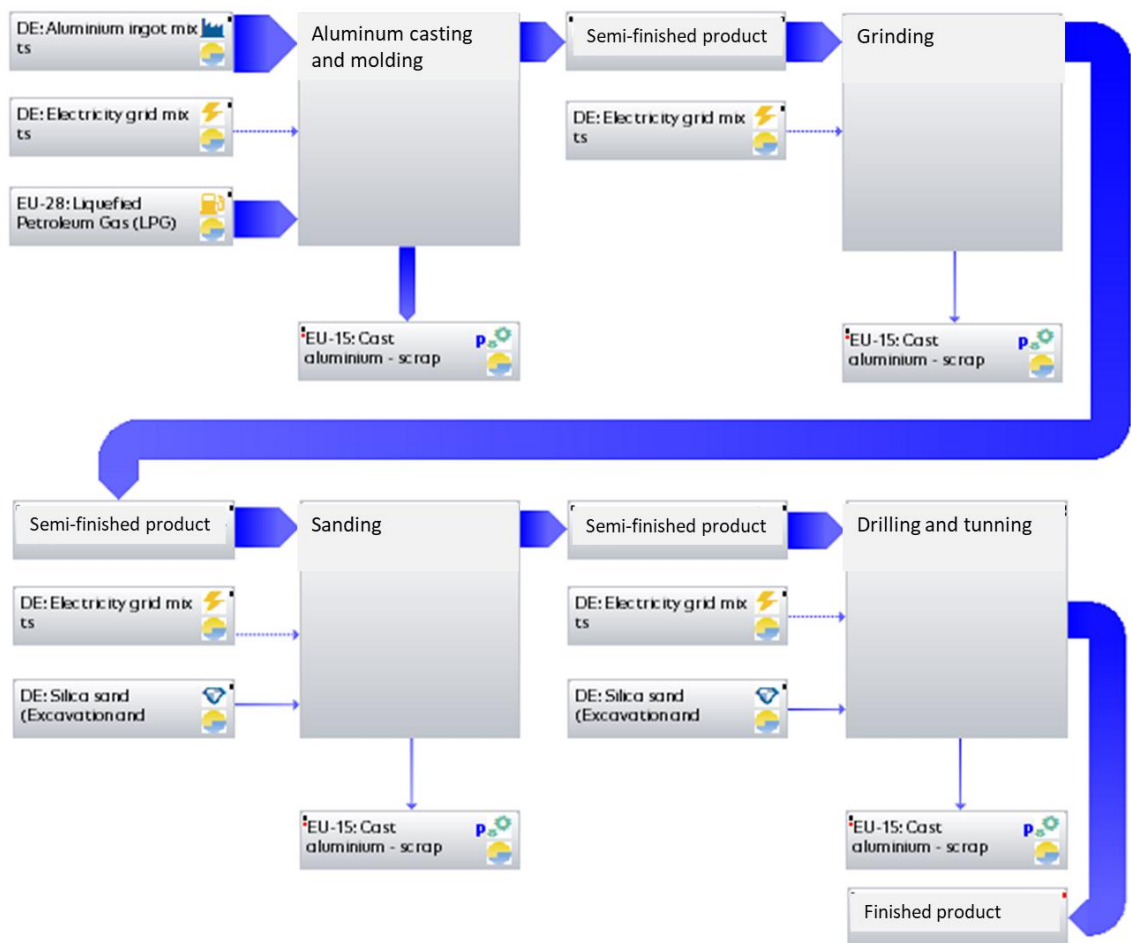 DE: Aluminium ingot mix
ts
Aluminum casting
and molding
Semi-finished product
Grinding
DE: Electricity grid mix
ts
DE: Electricity grid mix
ts
EU-28: Liquefied
Petroleum Gas (LPG)
EU-15: Cast
aluminium - scrap
p
EU-15: Cast
aluminium - scrap
p
Semi-finished product
Sanding
Semi-finished product
Drilling and tunning
DE: Electricity grid mix
ts
DE: Electricity grid mix
ts
DE: Silica sand
(Excavation and
DE: Silica sand
(Excavation and
EU-15: Cast
aluminium - scrap
p
EU-15: Cast
aluminium - scrap
p
Finished product